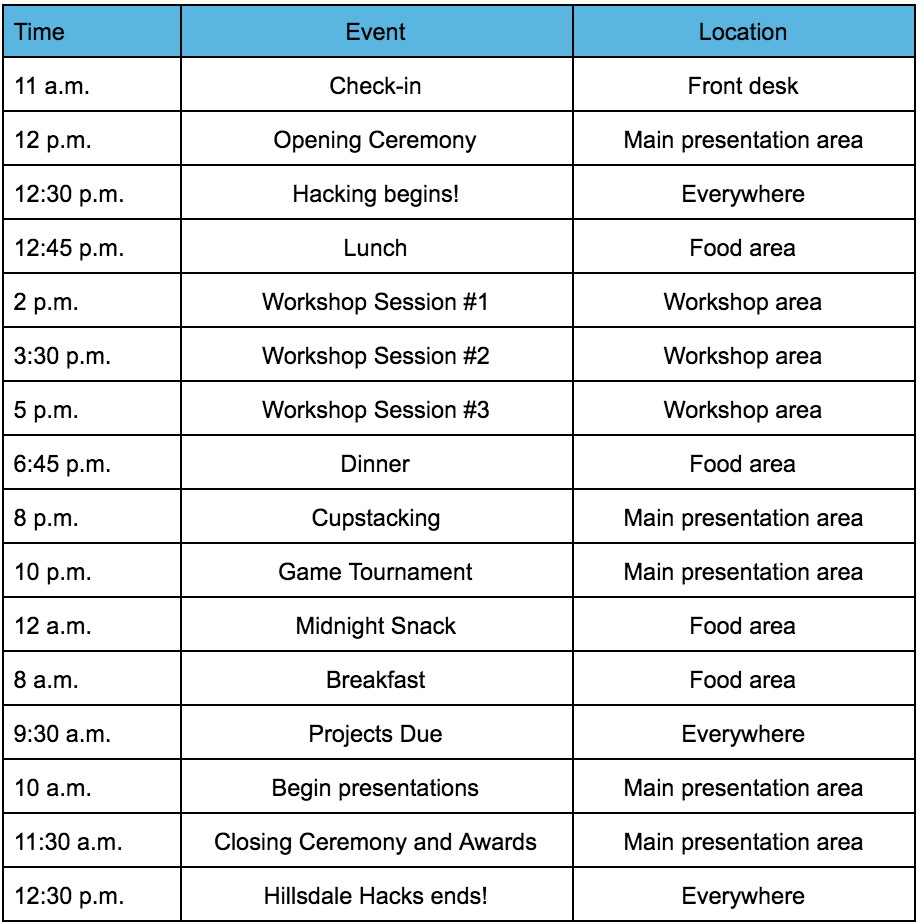 Time Event Location
11 a.m. Check-in Front desk
12 p.m. Opening Ceremony Main presentation area
12:30 p.m. Hacking begins! Everywhere
12:45 p.m. Lunch Food area
2 p.m. Workshop Session #1 Workshop area
3:30 p.m. Workshop Session #2 Workshop area
5 p.m. Workshop Session #3 Workshop area
6:45 p.m. Dinner Food area
8 p.m. Cupstacking Main presentation area
10 p.m. Game Tournament Main presentation area
12 a.m. Midnight Snack Food area
8 a.m. Breakfast Food area
9:30 a.m. Projects Due Everywhere
10 a.m. Begin presentations Main presentation area
11:30 a.m. Closing Ceremony and Awards Main presentation area
12:30 p.m. Hillsdale Hacks ends! Everywhere